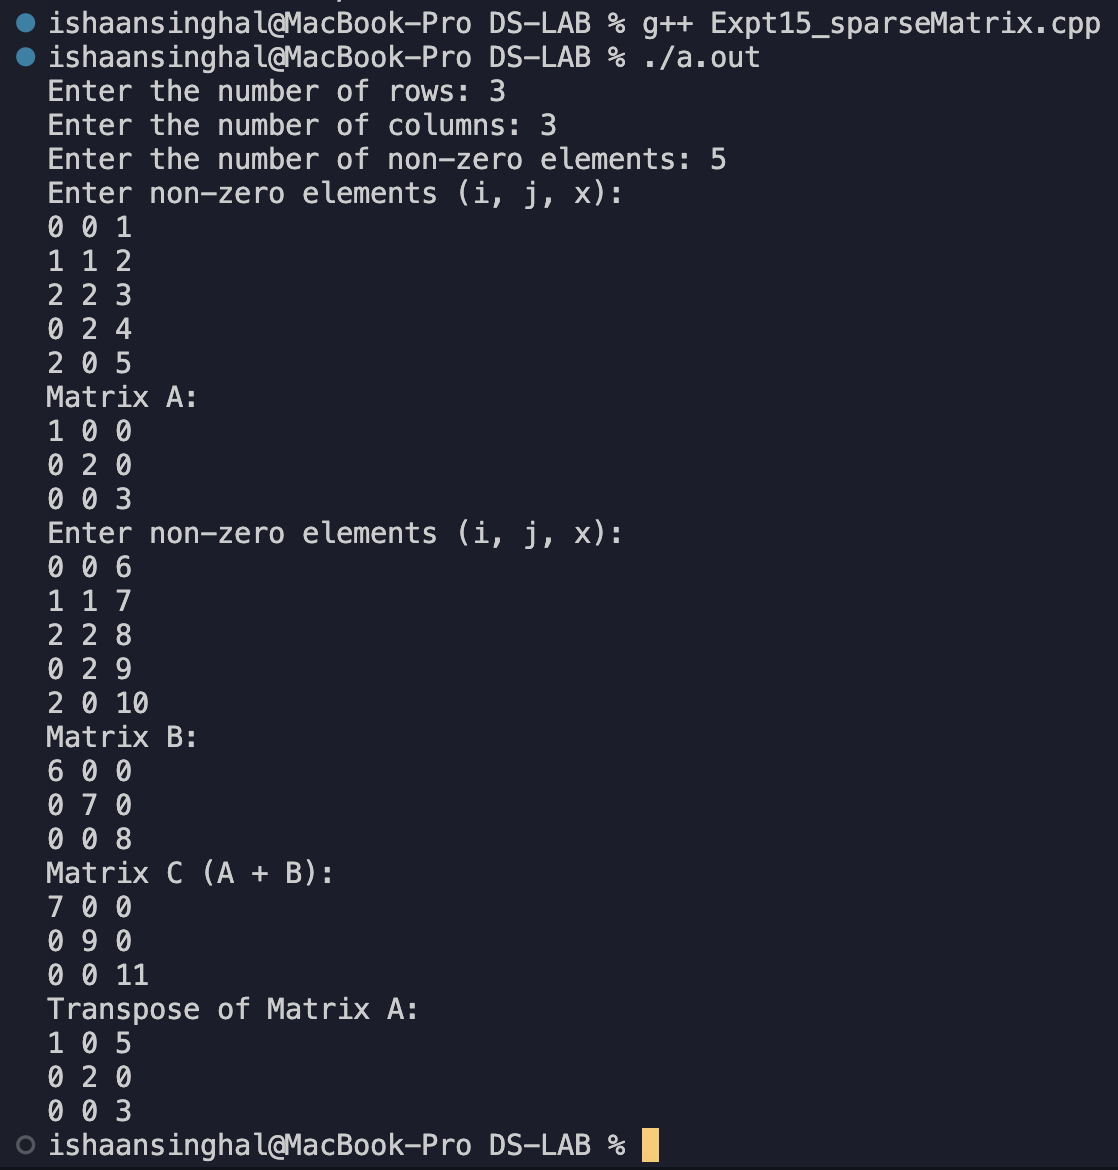 ishaansinghal@MacBook-Pro DS-LAB % g++ Expt15_sparseMatrix.cpp
ishaansinghal@MacBook-Pro DS-LAB % ./a.out
Enter the number of rows: 3
Enter the number of columns: 3
Enter the number of non-zero elements: 5
Enter non-zero elements (i, j, x):
0 0 1
1 1 2
2 2 3
0 2 4
2 0 5
Matrix A:
1 0 0
0 2 0
0 0 3
Enter non-zero elements (i, j, x):
0 0 6
1 1 7
2 2 8
0 2 9
2 0 10
Matrix B:
6 0 0
0 7 0
0 0 8
Matrix C (A + B):
7 0 0
0 9 0
0 0 11
Transpose of Matrix A:
1 0 5
0 2 0
0 0 3
ishaansinghal@MacBook-Pro DS-LAB %